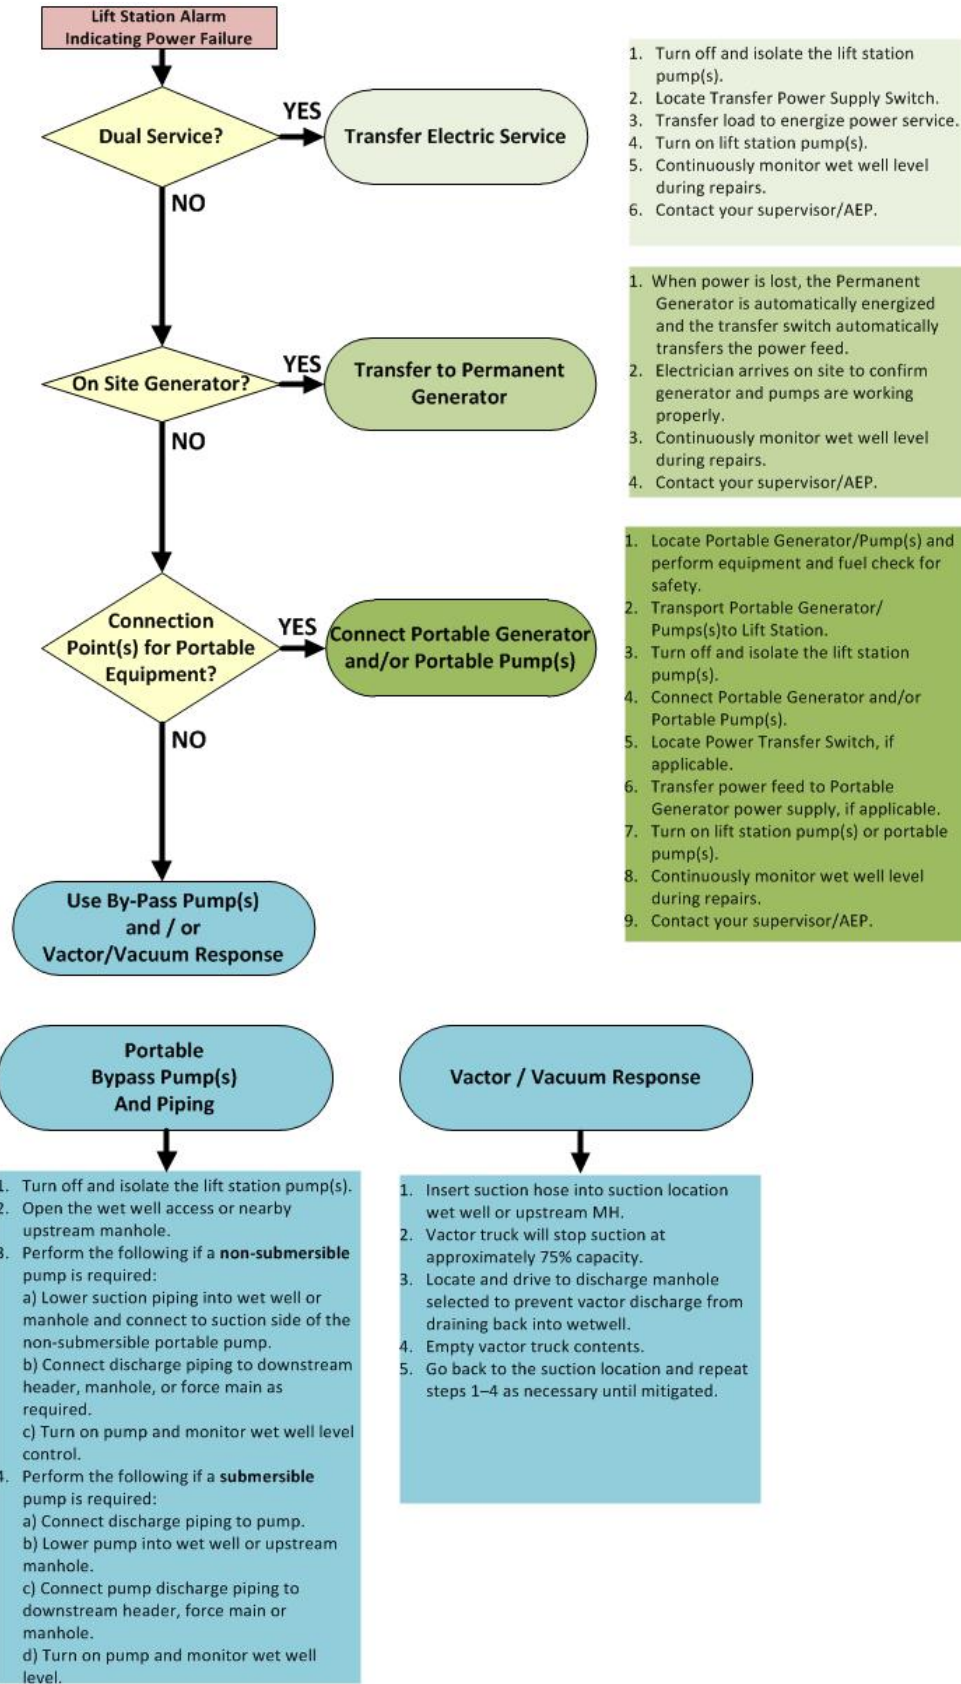 Lift Station Alarm
Indicating Power Failure
Dual Service?
YES
Transfer Electric Service
NO
1. Turn off and isolate the lift station
pump(s).
2. Locate Transfer Power Supply Switch.
3. Transfer load to energize power service.
4. Turn on lift station pump(s).
5. Continuously monitor wet well level
during repairs.
6. Contact your supervisor/AEP.
On Site Generator?
YES
Transfer to Permanent
Generator
NO
1. When power is lost, the Permanent
Generator is automatically energized
and the transfer switch automatically
transfers the power feed.
2. Electrician arrives on site to confirm
generator and pumps are working
properly.
3. Continuously monitor wet well level
during repairs.
4. Contact your supervisor/AEP.
Connection
Point(s) for Portable
Equipment?
YES
Connect Portable Generator
and/or Portable Pump(s)
NO
1. Locate Portable Generator/Pump(s) and
perform equipment and fuel check for
safety.
2. Transport Portable Generator/
Pumps(s)to Lift Station.
3. Turn off and isolate the lift station
pump(s).
4. Connect Portable Generator and/or
Portable Pump(s).
5. Locate Power Transfer Switch, if
applicable.
6. Transfer power feed to Portable
Generator power supply, if applicable.
7. Turn on lift station pump(s) or portable
pump(s).
8. Continuously monitor wet well level
during repairs.
9. Contact your supervisor/AEP.
Use By-Pass Pump(s)
and / or
Vactor/Vacuum Response
Portable
Bypass Pump(s)
And Piping
1. Turn off and isolate the lift station pump(s).
2. Open the wet well access or nearby
upstream manhole.
3. Perform the following if a non-submersible
pump is required:
a) Lower suction piping into wet well or
manhole and connect to suction side of the
non-submersible portable pump.
b) Connect discharge piping to downstream
header, manhole, or force main as
required.
c) Turn on pump and monitor wet well level
control.
4. Perform the following if a submersible
pump is required:
a) Connect discharge piping to pump.
b) Lower pump into wet well or upstream
manhole.
c) Connect pump discharge piping to
downstream header, force main or
manhole.
d) Turn on pump and monitor wet well
level.
Vactor / Vacuum Response
1. Insert suction hose into suction location
wet well or upstream MH.
2. Vactor truck will stop suction at
approximately 75% capacity.
3. Locate and drive to discharge manhole
selected to prevent vactor discharge from
draining back into wetwell.
4. Empty vactor truck contents.
5. Go back to the suction location and repeat
steps 1–4 as necessary until mitigated.